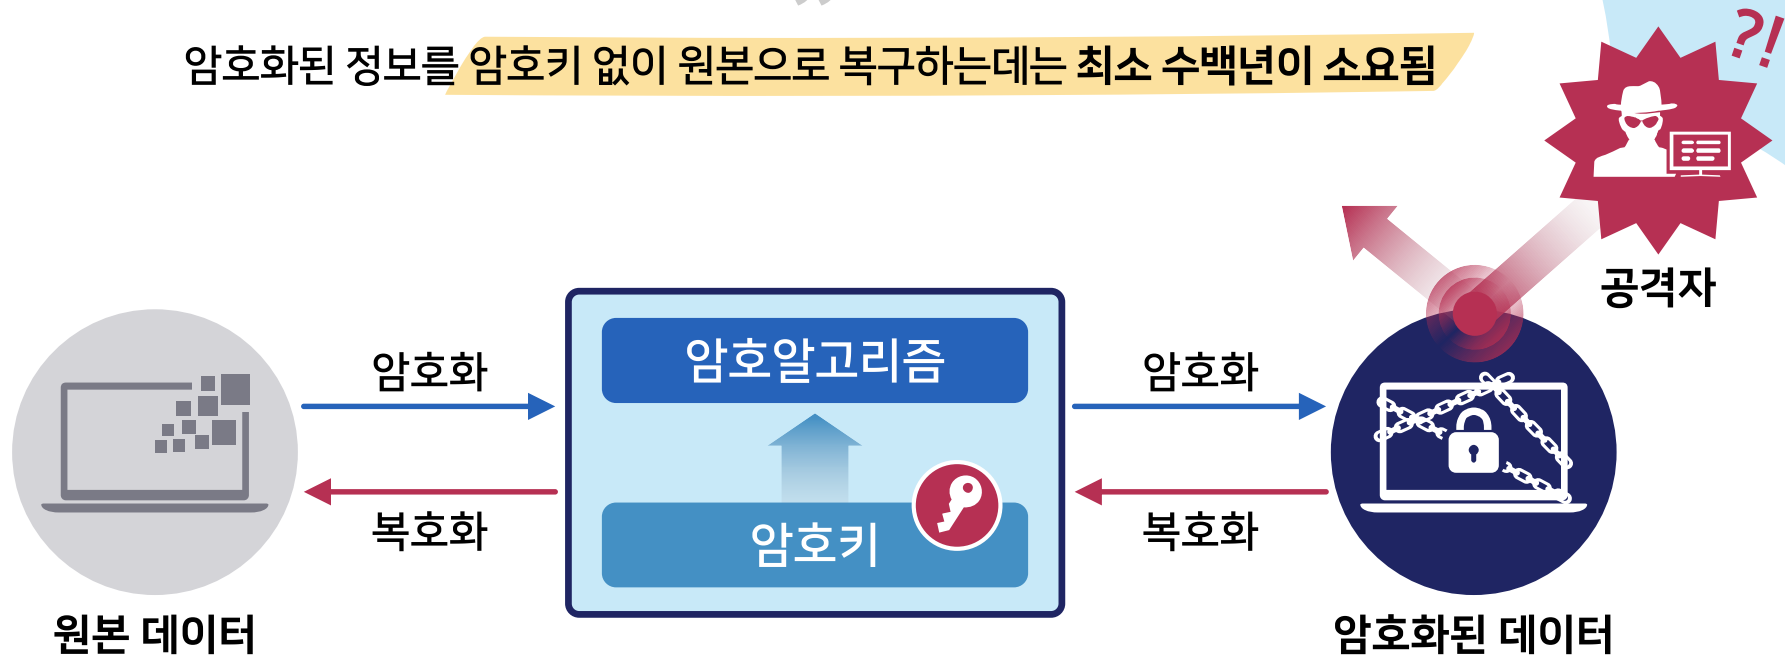 ”
암호화된 정보를 암호키 없이 원본으로 복구하는데는 최소 수백년이 소요됨
?!
공격자
암호화
암호알고리즘
암호화
복호화
암호키
복호화
원본 데이터
암호화된 데이터